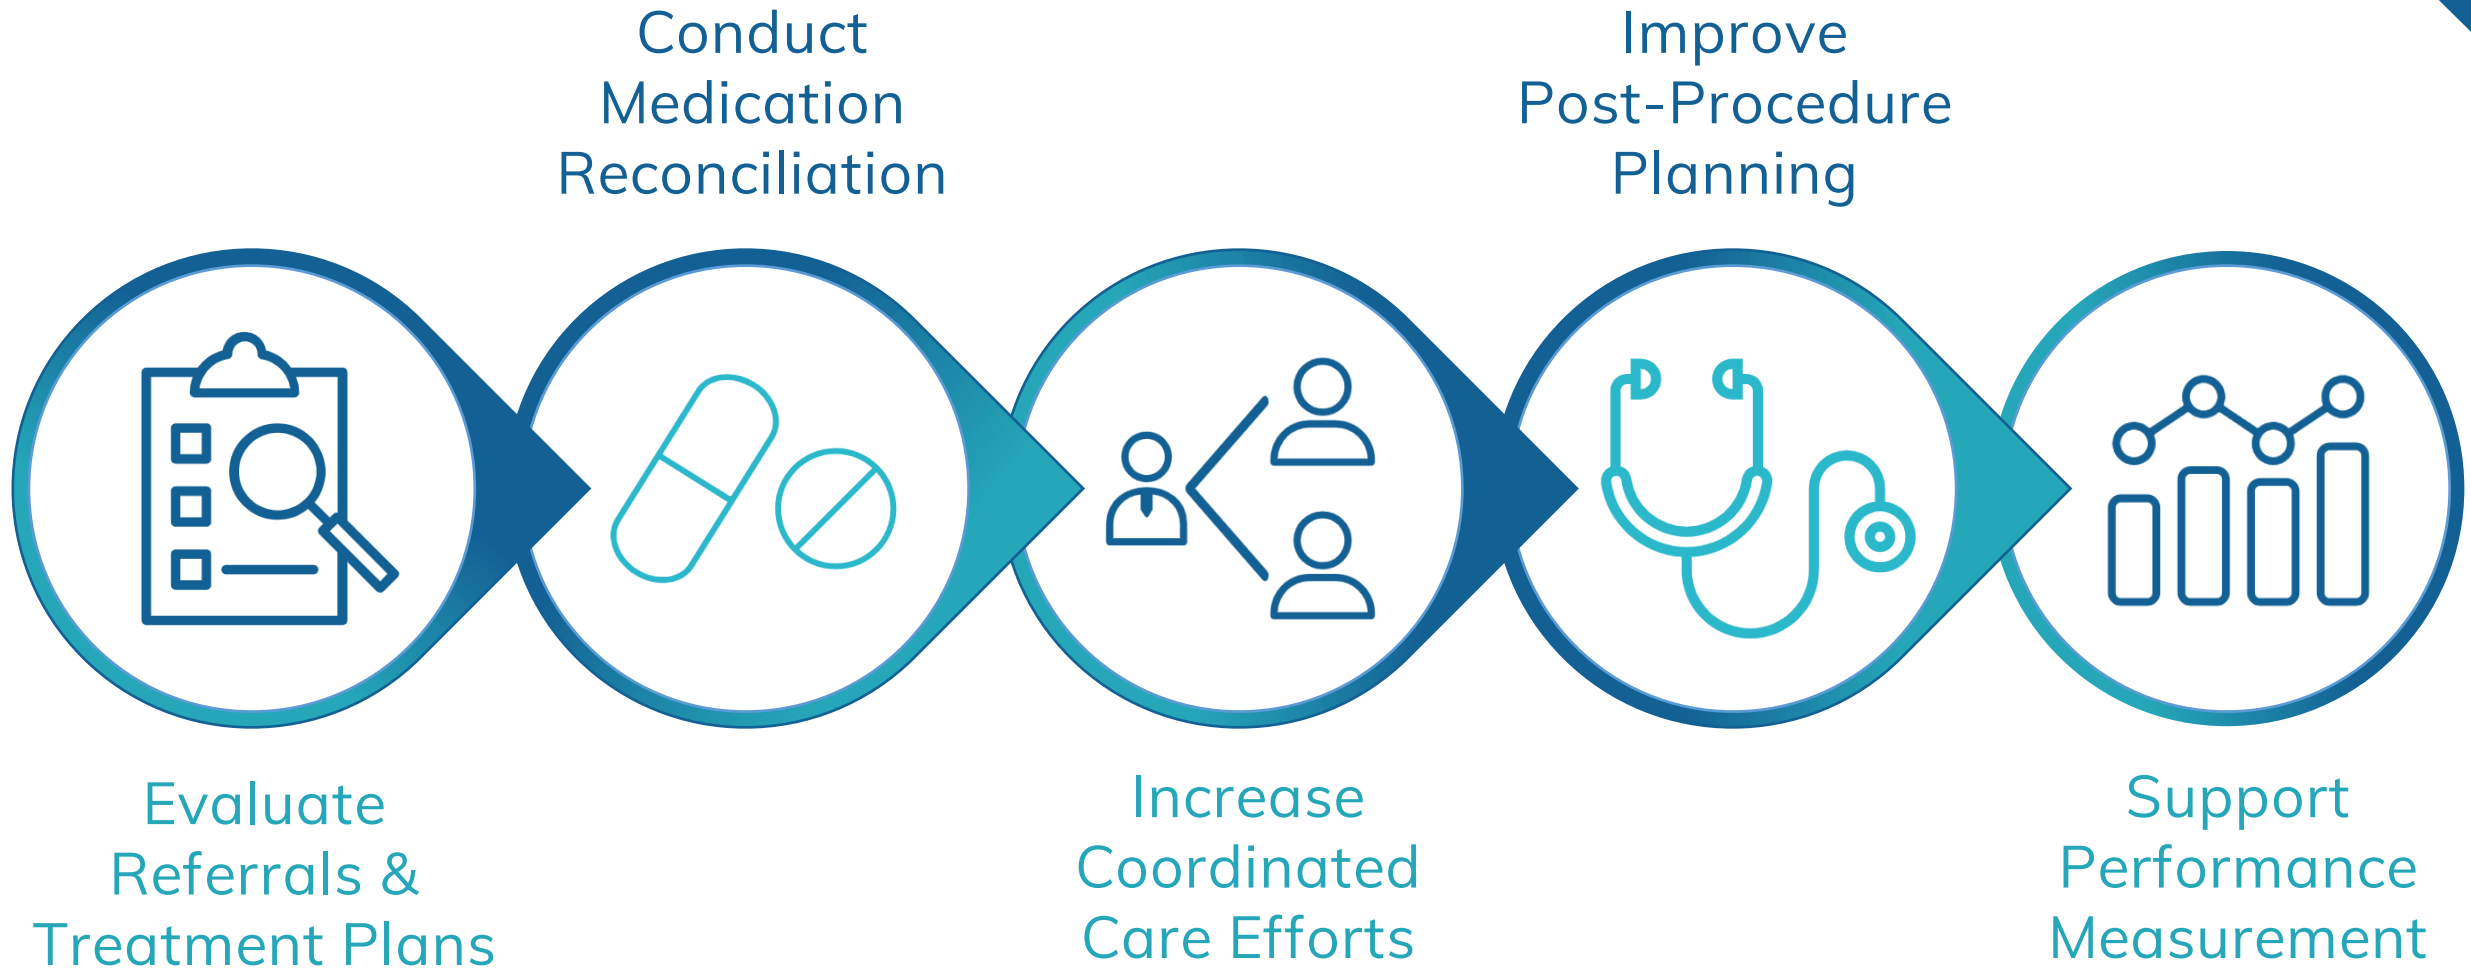 Conduct
Medication
Reconciliation
Improve
Post-Procedure
Planning
Evaluate
Referrals &
Treatment Plans
Increase
Coordinated
Care Efforts
Support
Performance
Measurement